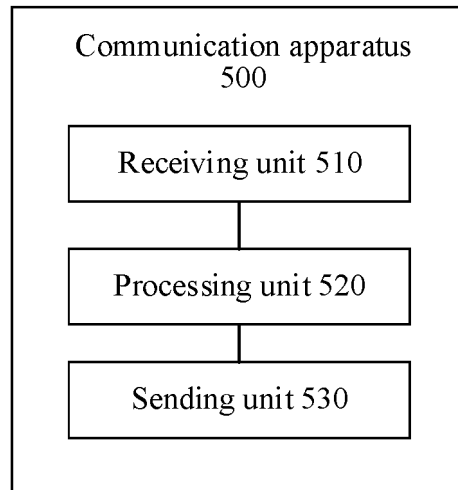 Communication apparatus
500
Receiving unit 510
Processing unit 520
Sending unit 530